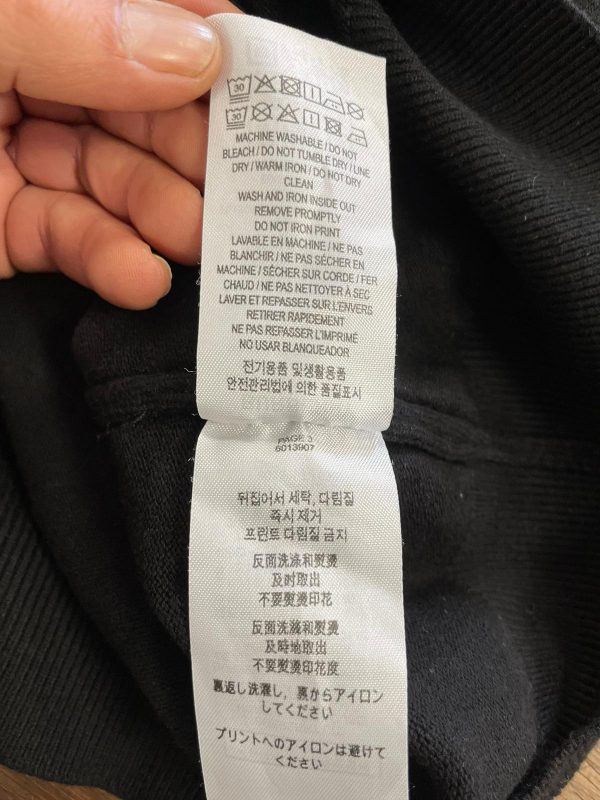 30
30
MACHINE WASHABLE / DO NOT
BLEACH / DO NOT TUMBLE DRY / LINE
DRY / WARM IRON / DO NOT DRY
CLEAN
WASH AND IRON INSIDE OUT
REMOVE PROMPTLY
DO NOT IRON PRINT
LAVABLE EN MACHINE / NE PAS
BLANCHIR / NE PAS SÉCHER EN
MACHINE / SÉCHER SUR CORDE / FER
CHAUD / NE PAS NETTOYER À SEC
LAVER ET REPASSER SUR L'ENVERS
RETIRER RAPIDEMENT
NE PAS REPASSER L'IMPRIMÉ
NO USAR BLANQUEADOR
전기용품 및생활용품
안전관리법에 의한 품질표시
PAGE 3
6013907
뒤집어서 세탁, 다림질
즉시 제거
프린트 다림질 금지
反面洗涤和熨烫
及时取出
不要熨烫印花
反面洗滌和熨燙
及時地取出
不要熨燙印花度
裏返し洗濯し，裏からアイロン
してください
プリントへのアイロンは避けて
ください